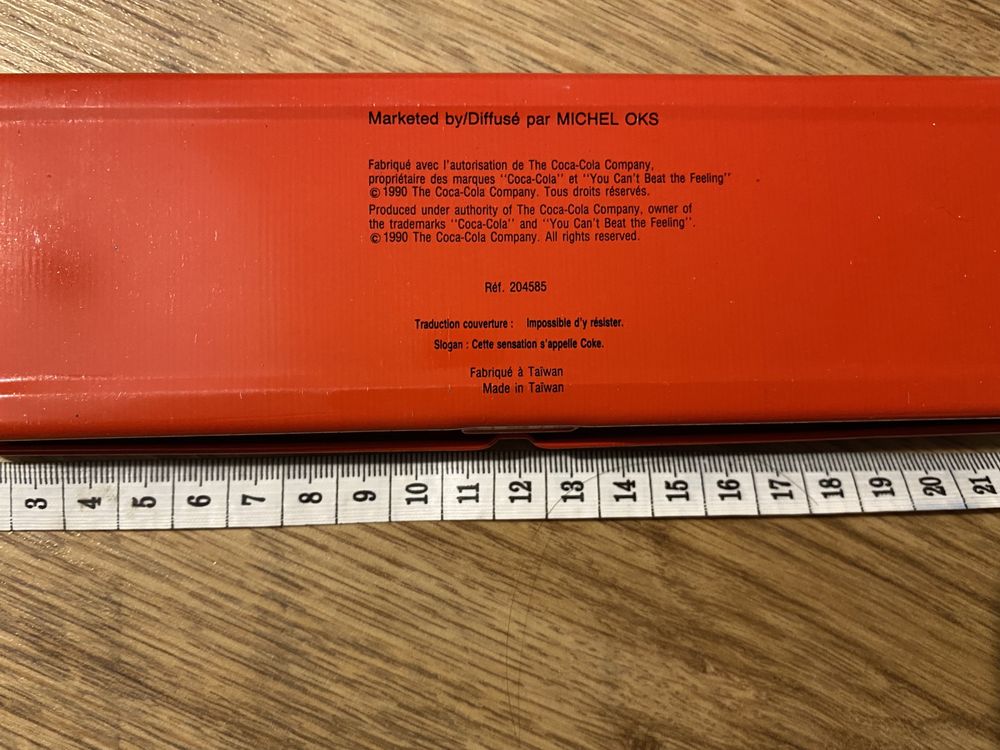 Marketed by/Diffusé par MICHEL OKS
Fabriqué avec l'autorisation de The Coca-Cola Company,
propriétaire des marques ''Coca-Cola'' et ''You Can't Beat the Feeling''
© 1990 The Coca-Cola Company. Tous droits réservés.
Produced under authority of The Coca-Cola Company, owner of
the trademarks ''Coca-Cola'' and ''You Can't Beat the Feeling''.
© 1990 The Coca-Cola Company. All rights reserved.
Réf. 204585
Traduction couverture : Impossible d'y résister.
Slogan : Cette sensation s'appelle Coke.
Fabriqué à Taïwan
Made in Taïwan
3 4 5 6 7 8 9 10 11 12 13 14 15 16 17 18 19 20 21